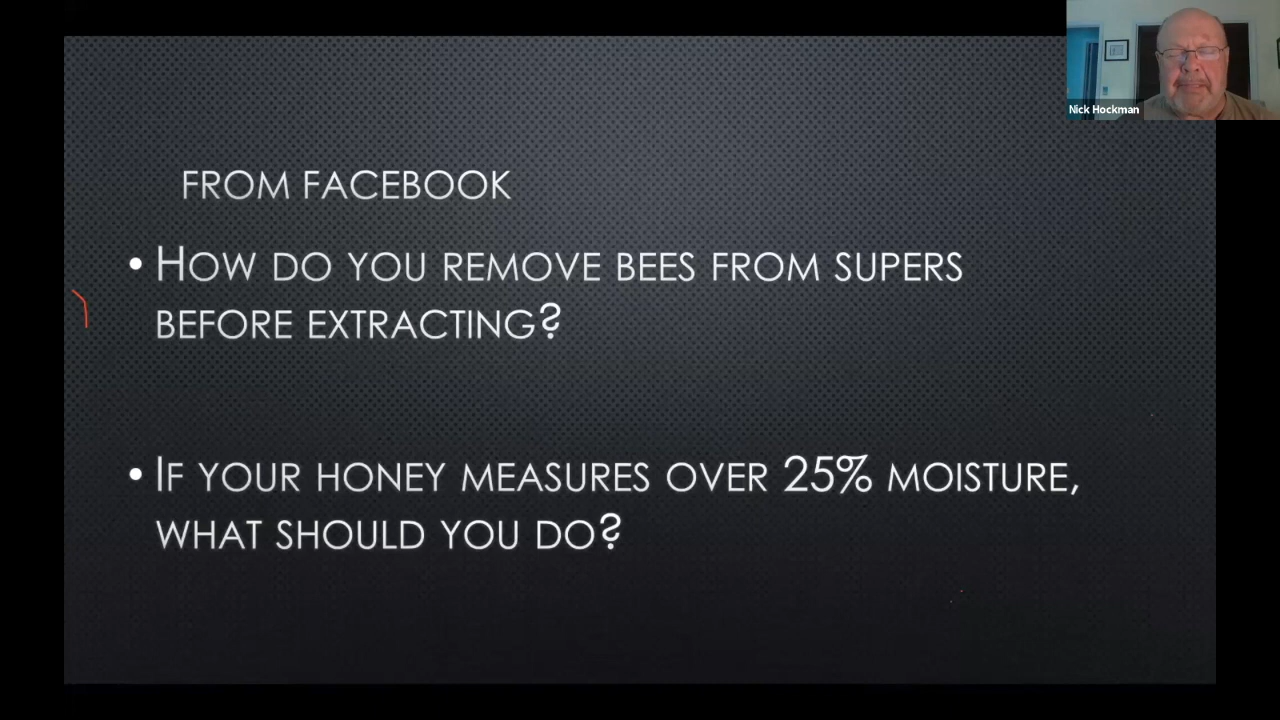 Nick Hockman
FROM FACEBOOK
• HOW DO YOU REMOVE BEES FROM SUPERS
BEFORE EXTRACTING?
• IF YOUR HONEY MEASURES OVER 25% MOISTURE,
WHAT SHOULD YOU DO?